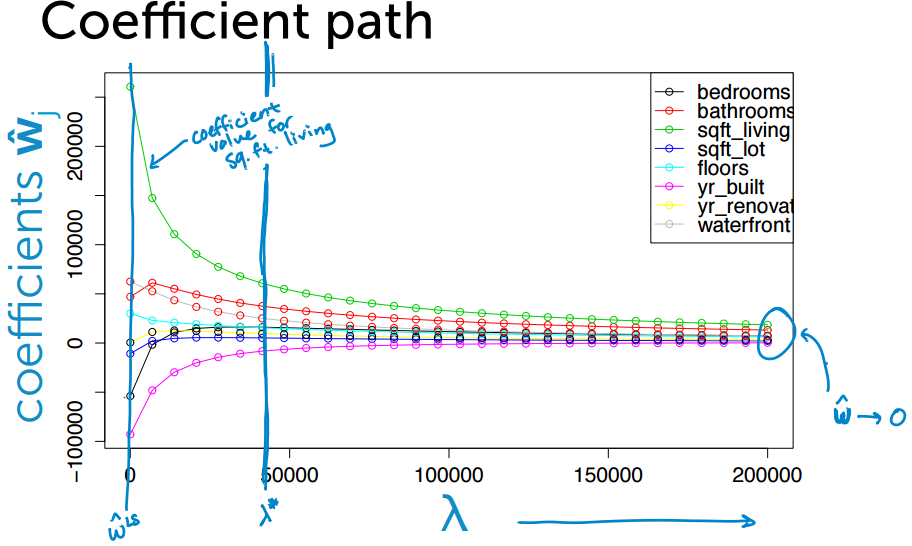 Coefficient path
coefficients ŵj
-100000
0
100000
200000
coefficient
value for
sq.ft. living
bedrooms
bathrooms
sqft_living
sqft_lot
floors
yr_built
yr_renovat
waterfront
ŵ → 0
0
50000
100000
150000
200000
ŵLS
λ*
λ